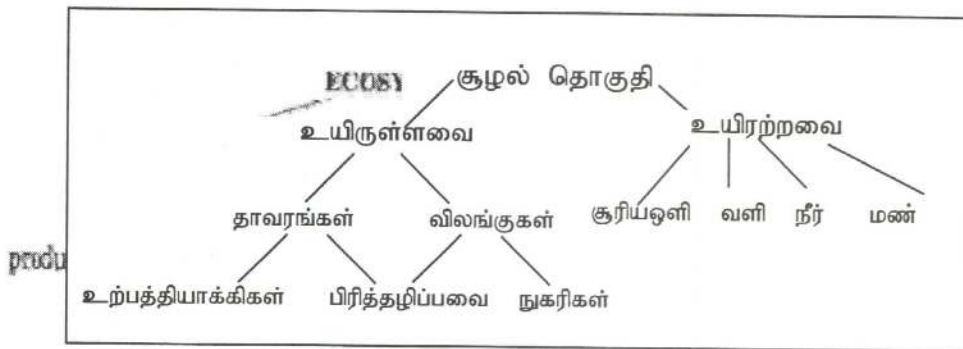 ECOSY சூழல் தொகுதி
உயிருள்ளவை உயிரற்றவை
தாவரங்கள் விலங்குகள் சூரியஒளி வளி நீர் மண்
produ
உற்பத்தியாக்கிகள் பிரித்தழிப்பவை நுகரிகள்